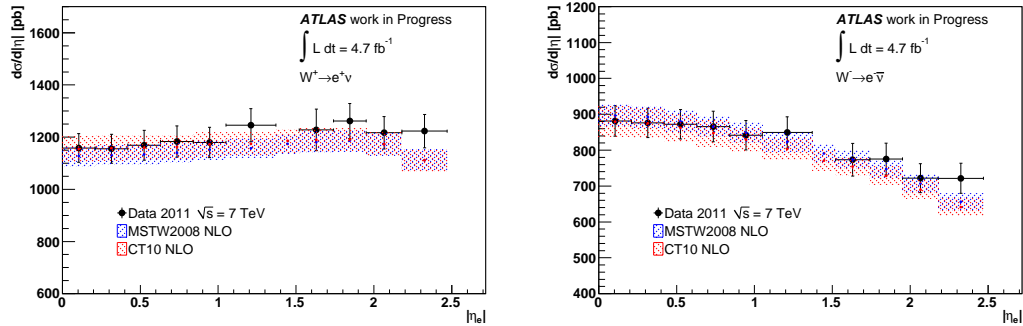 dσ/d|η| [pb]
1600
1400
1200
1000
800
600
ATLAS work in Progress
∫ L dt = 4.7 fb⁻¹
W⁺→e⁺ν
Data 2011 √s = 7 TeV
MSTW2008 NLO
CT10 NLO
0 0.5 1 1.5 2 2.5
|ηₑ|
dσ/d|η| [pb]
1200
1100
1000
900
800
700
600
500
400
ATLAS work in Progress
∫ L dt = 4.7 fb⁻¹
W⁻→e⁻ν̅
Data 2011 √s = 7 TeV
MSTW2008 NLO
CT10 NLO
0 0.5 1 1.5 2 2.5
|ηₑ|